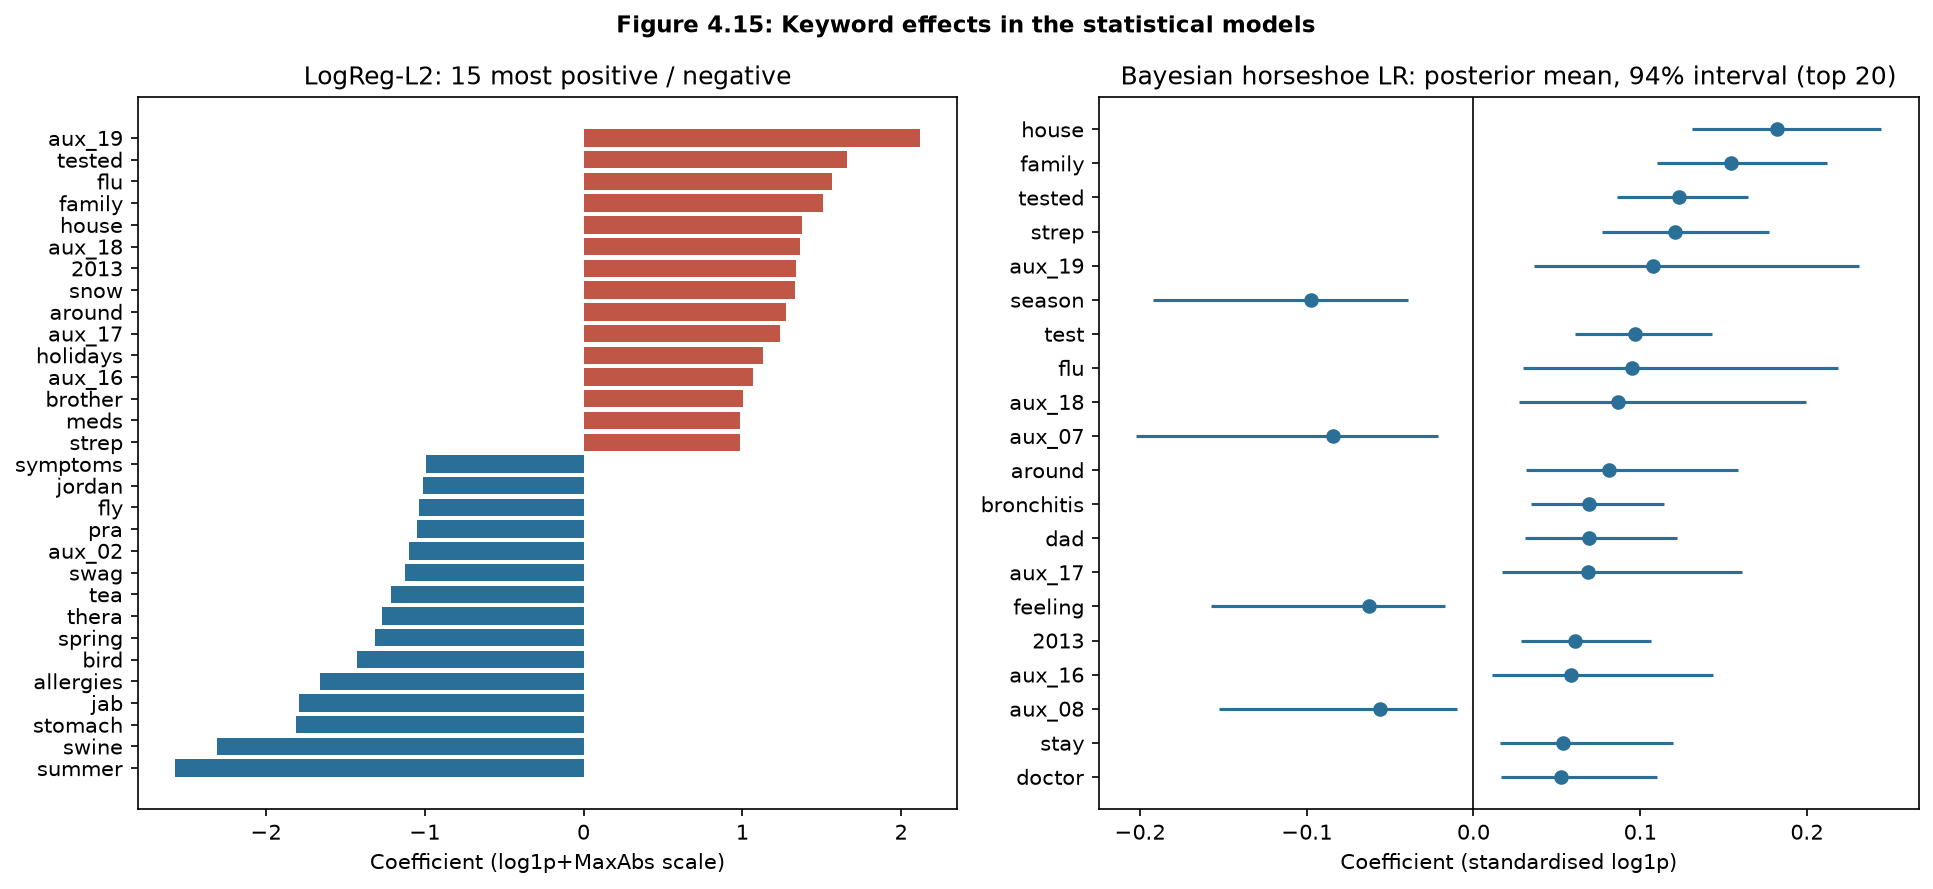 Figure 4.15: Keyword effects in the statistical models
LogReg-L2: 15 most positive / negative
aux_19
tested
flu
family
house
aux_18
2013
snow
around
aux_17
holidays
aux_16
brother
meds
strep
symptoms
jordan
fly
pra
aux_02
swag
tea
thera
spring
bird
allergies
jab
stomach
swine
summer
−2 −1 0 1 2
Coefficient (log1p+MaxAbs scale)
Bayesian horseshoe LR: posterior mean, 94% interval (top 20)
house
family
tested
strep
aux_19
season
test
flu
aux_18
aux_07
around
bronchitis
dad
aux_17
feeling
2013
aux_16
aux_08
stay
doctor
−0.2 −0.1 0.0 0.1 0.2
Coefficient (standardised log1p)